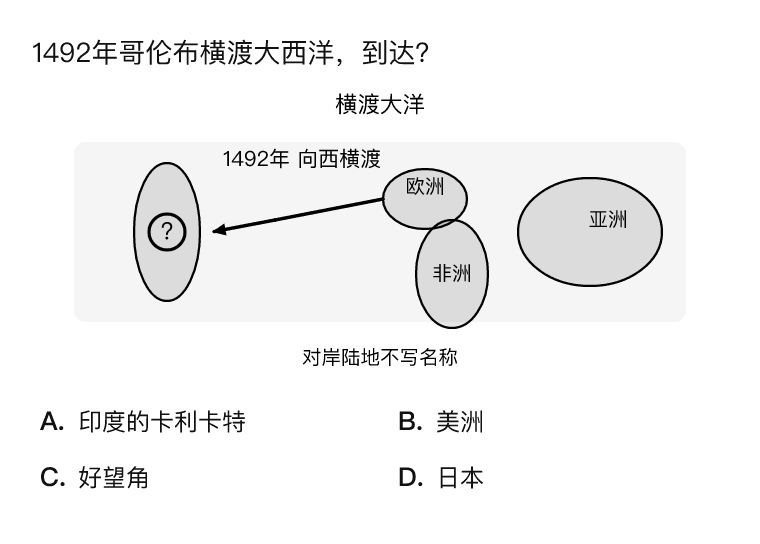 1492年哥伦布横渡大西洋，到达？
横渡大洋
1492年 向西横渡
欧洲
亚洲
?
非洲
对岸陆地不写名称
A. 印度的卡利卡特
B. 美洲
C. 好望角
D. 日本